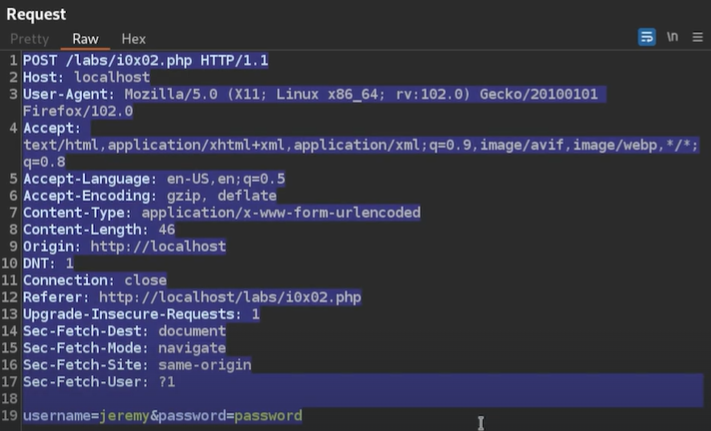 Request
Pretty Raw Hex
\n
1 POST /labs/i0x02.php HTTP/1.1
2 Host: localhost
3 User-Agent: Mozilla/5.0 (X11; Linux x86_64; rv:102.0) Gecko/20100101
Firefox/102.0
4 Accept:
text/html,application/xhtml+xml,application/xml;q=0.9,image/avif,image/webp,*/*;
q=0.8
5 Accept-Language: en-US,en;q=0.5
6 Accept-Encoding: gzip, deflate
7 Content-Type: application/x-www-form-urlencoded
8 Content-Length: 46
9 Origin: http://localhost
10 DNT: 1
11 Connection: close
12 Referer: http://localhost/labs/i0x02.php
13 Upgrade-Insecure-Requests: 1
14 Sec-Fetch-Dest: document
15 Sec-Fetch-Mode: navigate
16 Sec-Fetch-Site: same-origin
17 Sec-Fetch-User: ?1
18
19 username=jeremy&password=password